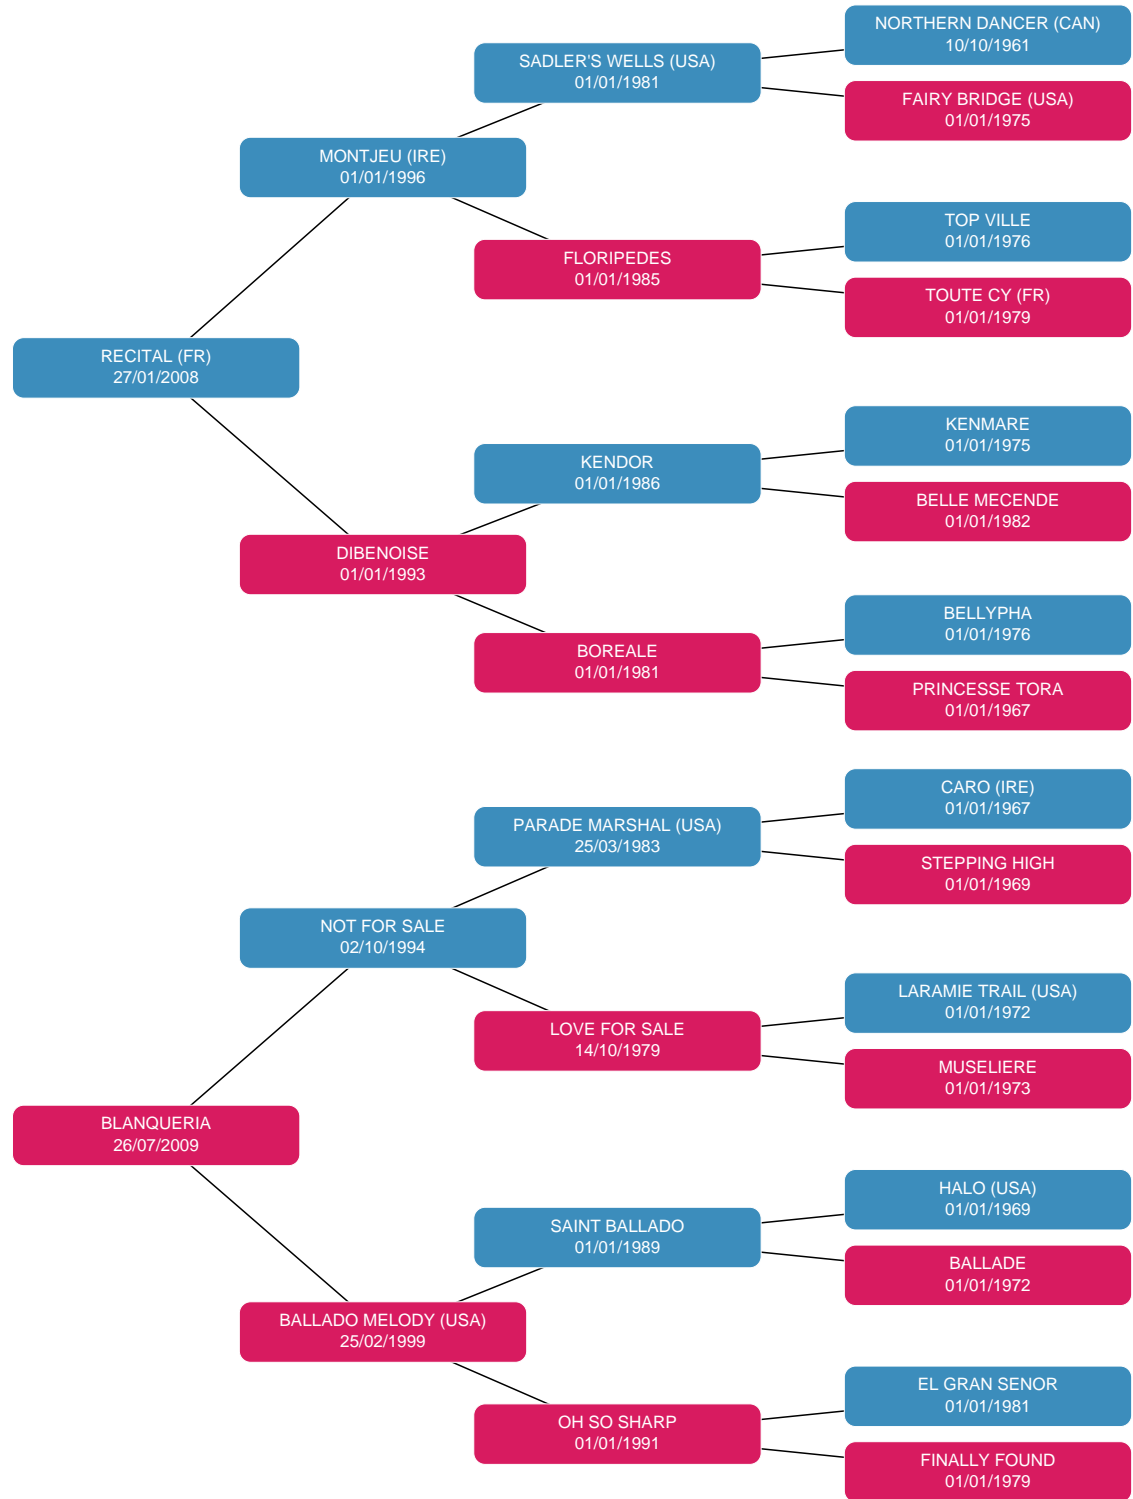 NORTHERN DANCER (CAN)
10/10/1961
SADLER'S WELLS (USA)
01/01/1981
FAIRY BRIDGE (USA)
01/01/1975
MONTJEU (IRE)
01/01/1996
TOP VILLE
01/01/1976
FLORIPEDES
01/01/1985
TOUTE CY (FR)
01/01/1979
RECITAL (FR)
27/01/2008
KENMARE
01/01/1975
KENDOR
01/01/1986
BELLE MECENDE
01/01/1982
DIBENOISE
01/01/1993
BELLYPHA
01/01/1976
BOREALE
01/01/1981
PRINCESSE TORA
01/01/1967
CARO (IRE)
01/01/1967
PARADE MARSHAL (USA)
25/03/1983
STEPPING HIGH
01/01/1969
NOT FOR SALE
02/10/1994
LARAMIE TRAIL (USA)
01/01/1972
LOVE FOR SALE
14/10/1979
MUSELIERE
01/01/1973
BLANQUERIA
26/07/2009
HALO (USA)
01/01/1969
SAINT BALLADO
01/01/1989
BALLADE
01/01/1972
BALLADO MELODY (USA)
25/02/1999
EL GRAN SENOR
01/01/1981
OH SO SHARP
01/01/1991
FINALLY FOUND
01/01/1979